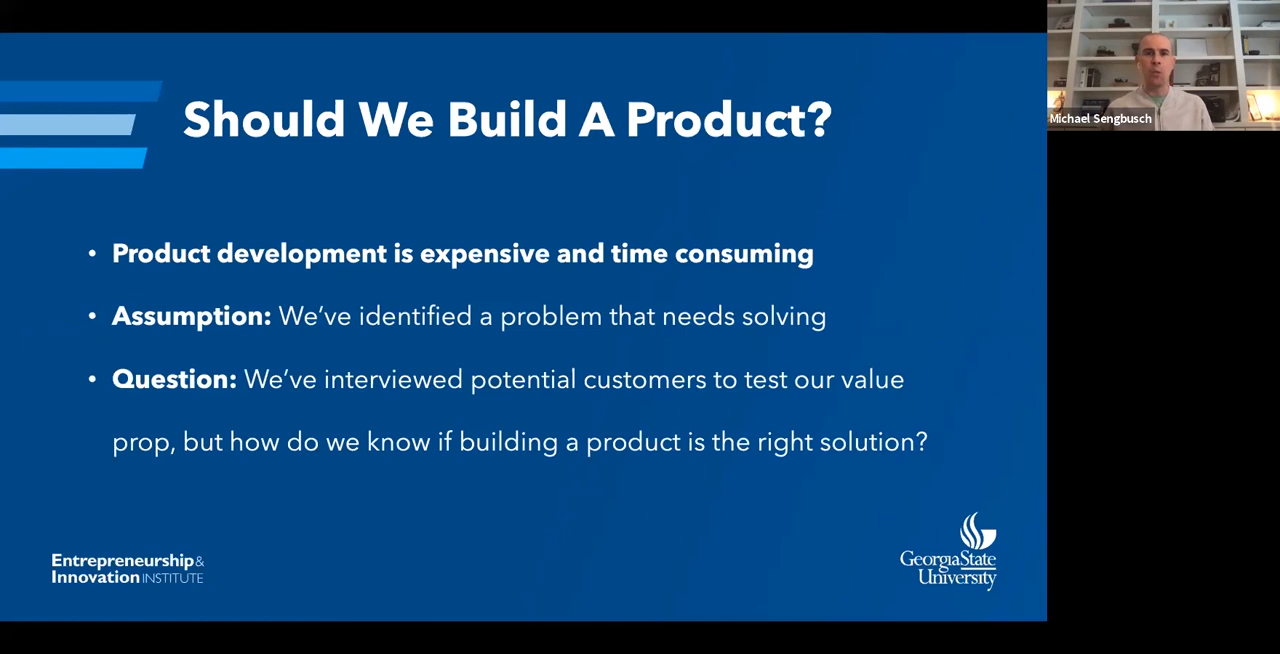 Should We Build A Product?
• Product development is expensive and time consuming
• Assumption: We’ve identified a problem that needs solving
• Question: We’ve interviewed potential customers to test our value
prop, but how do we know if building a product is the right solution?
Entrepreneurship&
Innovation INSTITUTE
GeorgiaState
University
Michael Sengbusch